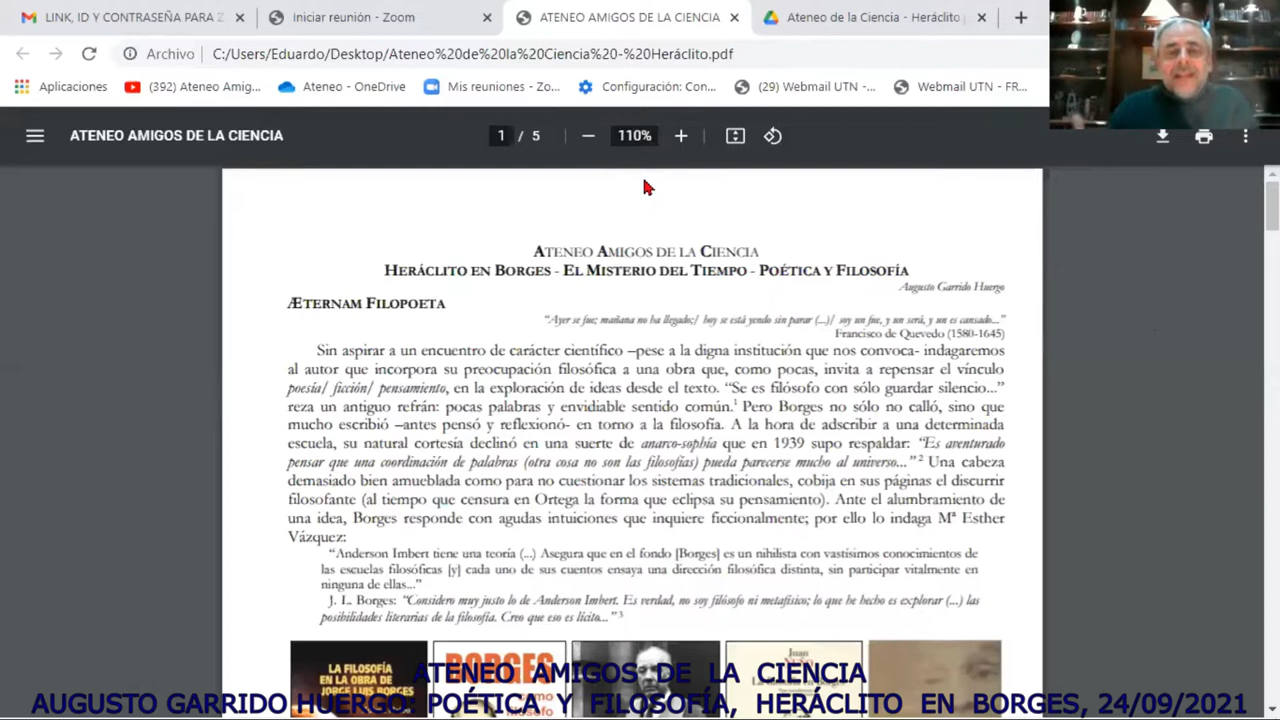 LINK, ID Y CONTRASEÑA PARA Z
Iniciar reunión - Zoom
ATENEO AMIGOS DE LA CIENCIA
Ateneo de la Ciencia - Heráclito
Archivo C:/Users/Eduardo/Desktop/Ateneo%20de%20la%20Ciencia%20-%20Heráclito.pdf
Aplicaciones
(392) Ateneo Amig...
Ateneo - OneDrive
Mis reuniones - Zo...
Configuración: Con...
(29) Webmail UTN -...
Webmail UTN - FR...
ATENEO AMIGOS DE LA CIENCIA
1 / 5
110%
ATENEO AMIGOS DE LA CIENCIA
HERÁCLITO EN BORGES - EL MISTERIO DEL TIEMPO - POÉTICA Y FILOSOFÍA
Augusto Garrido Huergo
ÆTERNAM FILOPOETA
“Ayer se fue; mañana no ha llegado;/ hoy se está yendo sin parar (...)/ soy un fue, y un será, y un es cansado...”
Francisco de Quevedo (1580-1645)
Sin aspirar a un encuentro de carácter científico –pese a la digna institución que nos convoca- indagaremos
al autor que incorpora su preocupación filosófica a una obra que, como pocas, invita a repensar el vínculo
poesía/ ficción/ pensamiento, en la exploración de ideas desde el texto. “Se es filósofo con sólo guardar silencio...”
reza un antiguo refrán: pocas palabras y envidiable sentido común.1 Pero Borges no sólo no calló, sino que
mucho escribió –antes pensó y reflexionó- en torno a la filosofía. A la hora de adscribir a una determinada
escuela, su natural cortesía declinó en una suerte de anarco-sophía que en 1939 supo respaldar: “Es aventurado
pensar que una coordinación de palabras (otra cosa no son las filosofías) pueda parecerse mucho al universo...” 2 Una cabeza
demasiado bien amueblada como para no cuestionar los sistemas tradicionales, cobija en sus páginas el discurrir
filosofante (al tiempo que censura en Ortega la forma que eclipsa su pensamiento). Ante el alumbramiento de
una idea, Borges responde con agudas intuiciones que inquiere ficcionalmente; por ello lo indaga Mª Esther
Vázquez:
“Anderson Imbert tiene una teoría (...) Asegura que en el fondo [Borges] es un nihilista con vastísimos conocimientos de
las escuelas filosóficas [y] cada uno de sus cuentos ensaya una dirección filosófica distinta, sin participar vitalmente en
ninguna de ellas...”
J. L. Borges: “Considero muy justo lo de Anderson Imbert. Es verdad, no soy filósofo ni metafísico; lo que he hecho es explorar (...) las
posibilidades literarias de la filosofía. Creo que eso es lícito...” 3
LA FILOSOFÍA
EN LA OBRA DE
JORGE LUIS BORGES
BORGES
como
filósofo
Juan
ATENEO AMIGOS DE LA CIENCIA
AUGUSTO GARRIDO HUERGO, POÉTICA Y FILOSOFÍA, HERÁCLITO EN BORGES, 24/09/2021